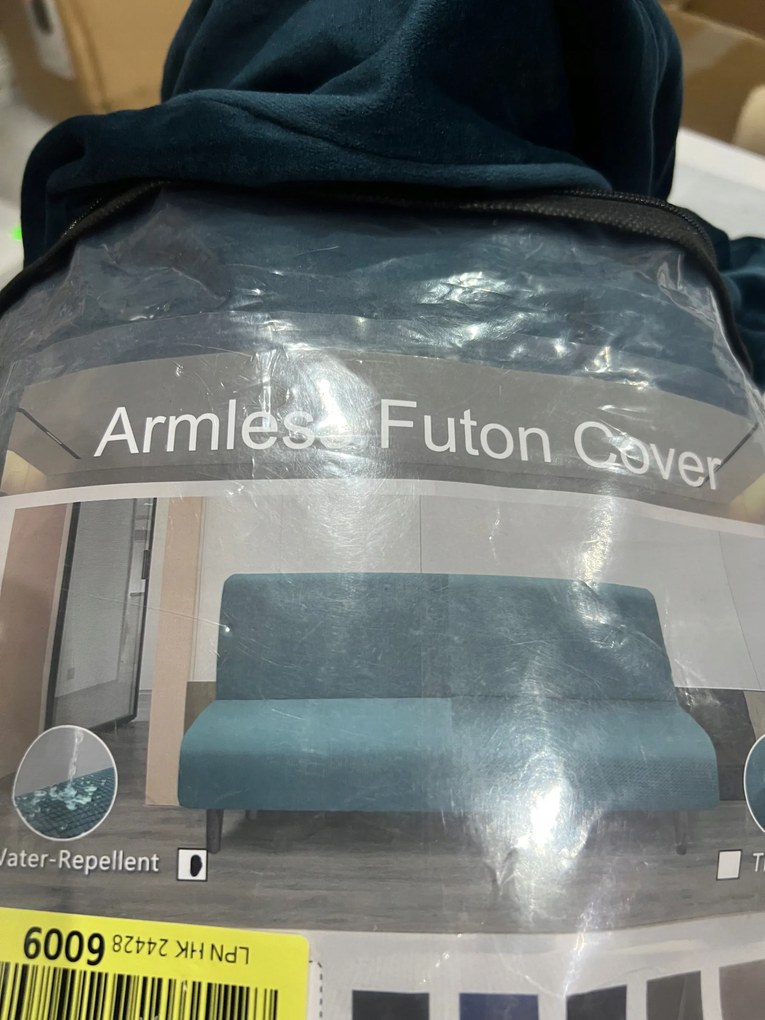 Armless Futon Cover
Water-Repellent
LPN HK 24428 6009